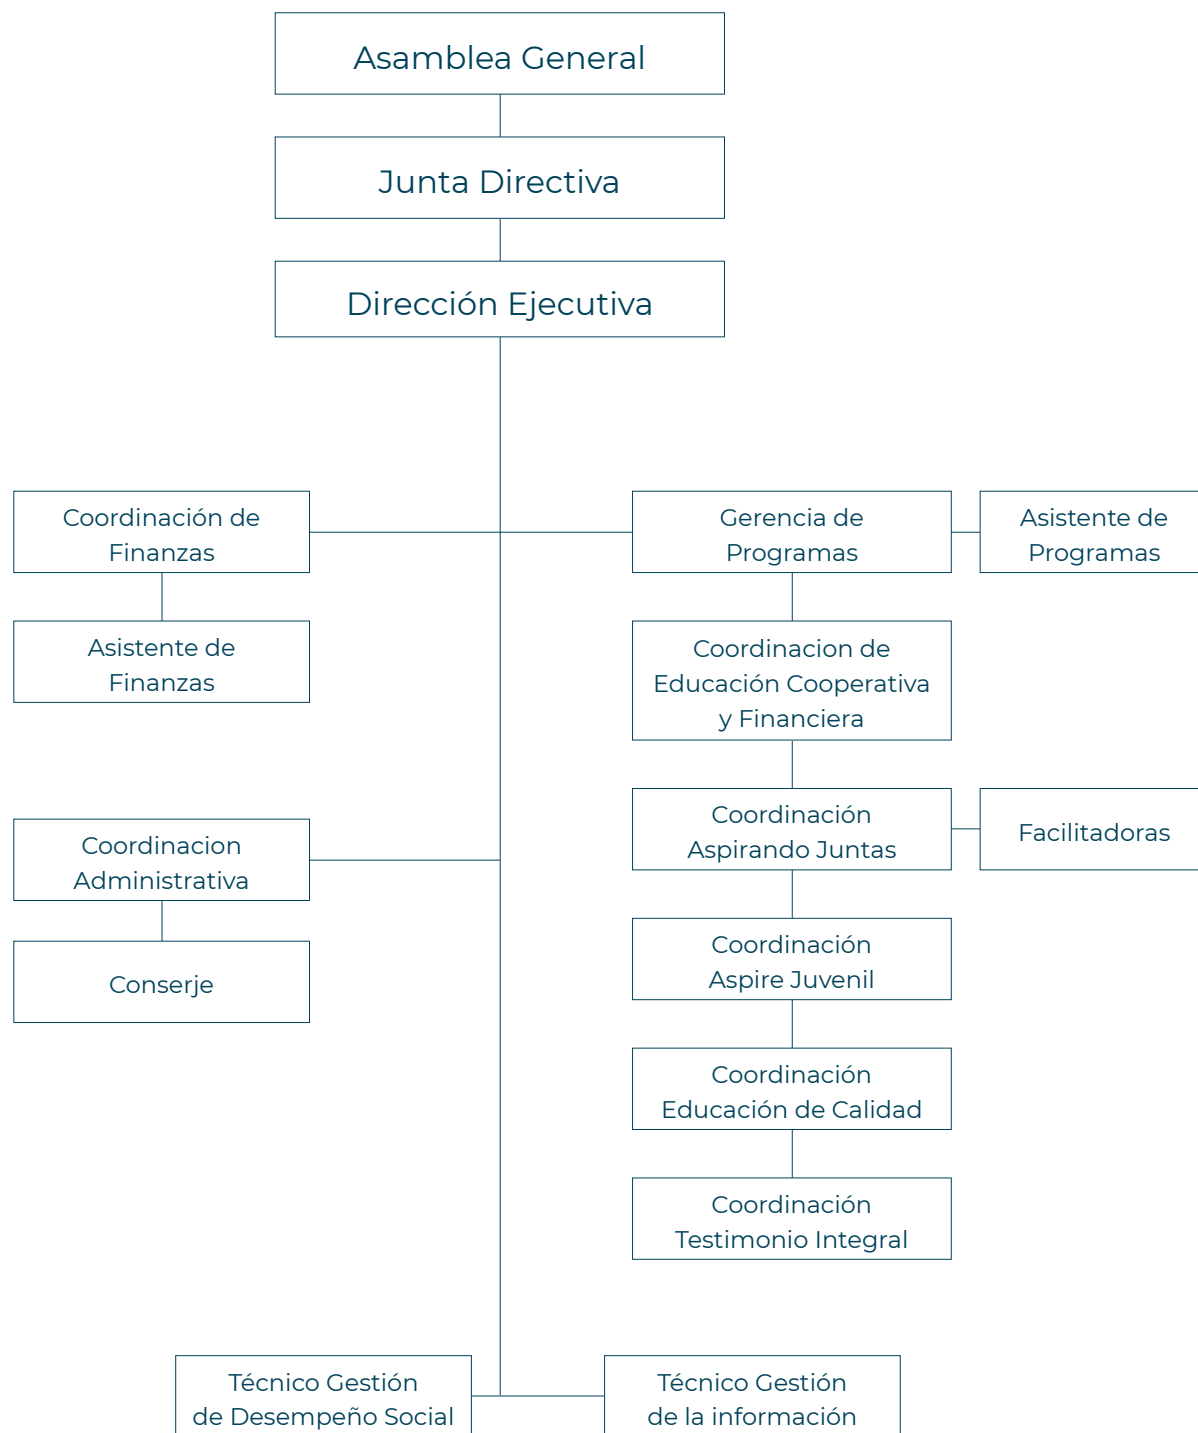 Asamblea General
Junta Directiva
Dirección Ejecutiva
Coordinación de
Finanzas
Gerencia de
Programas
Asistente de
Programas
Asistente de
Finanzas
Coordinacion de
Educación Cooperativa
y Financiera
Coordinacion
Administrativa
Coordinación
Aspirando Juntas
Facilitadoras
Conserje
Coordinación
Aspire Juvenil
Coordinación
Educación de Calidad
Coordinación
Testimonio Integral
Técnico Gestión
de Desempeño Social
Técnico Gestión
de la información